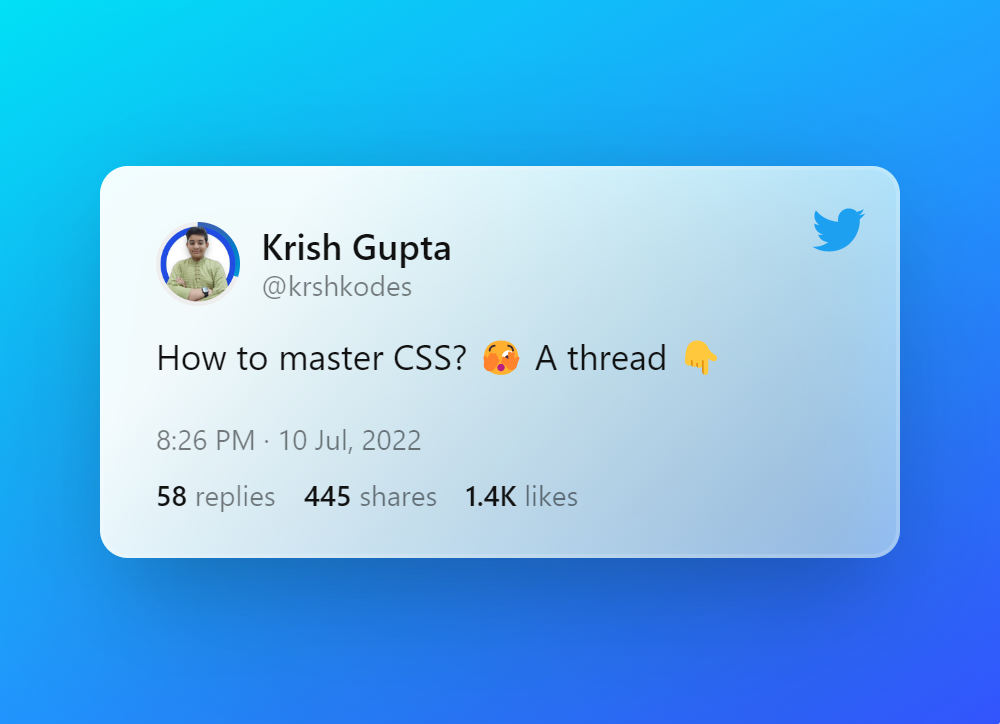 Krish Gupta
@krshkodes
How to master CSS? 🫣 A thread 👇
8:26 PM · 10 Jul, 2022
58 replies 445 shares 1.4K likes